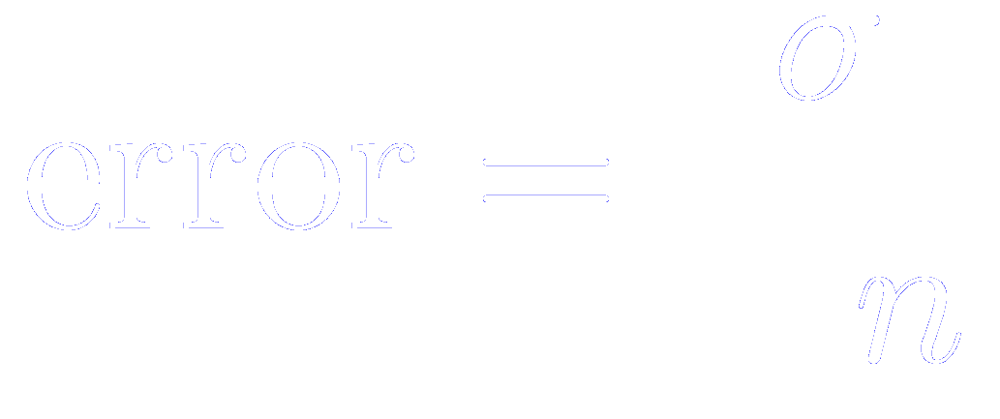 error = σ
n